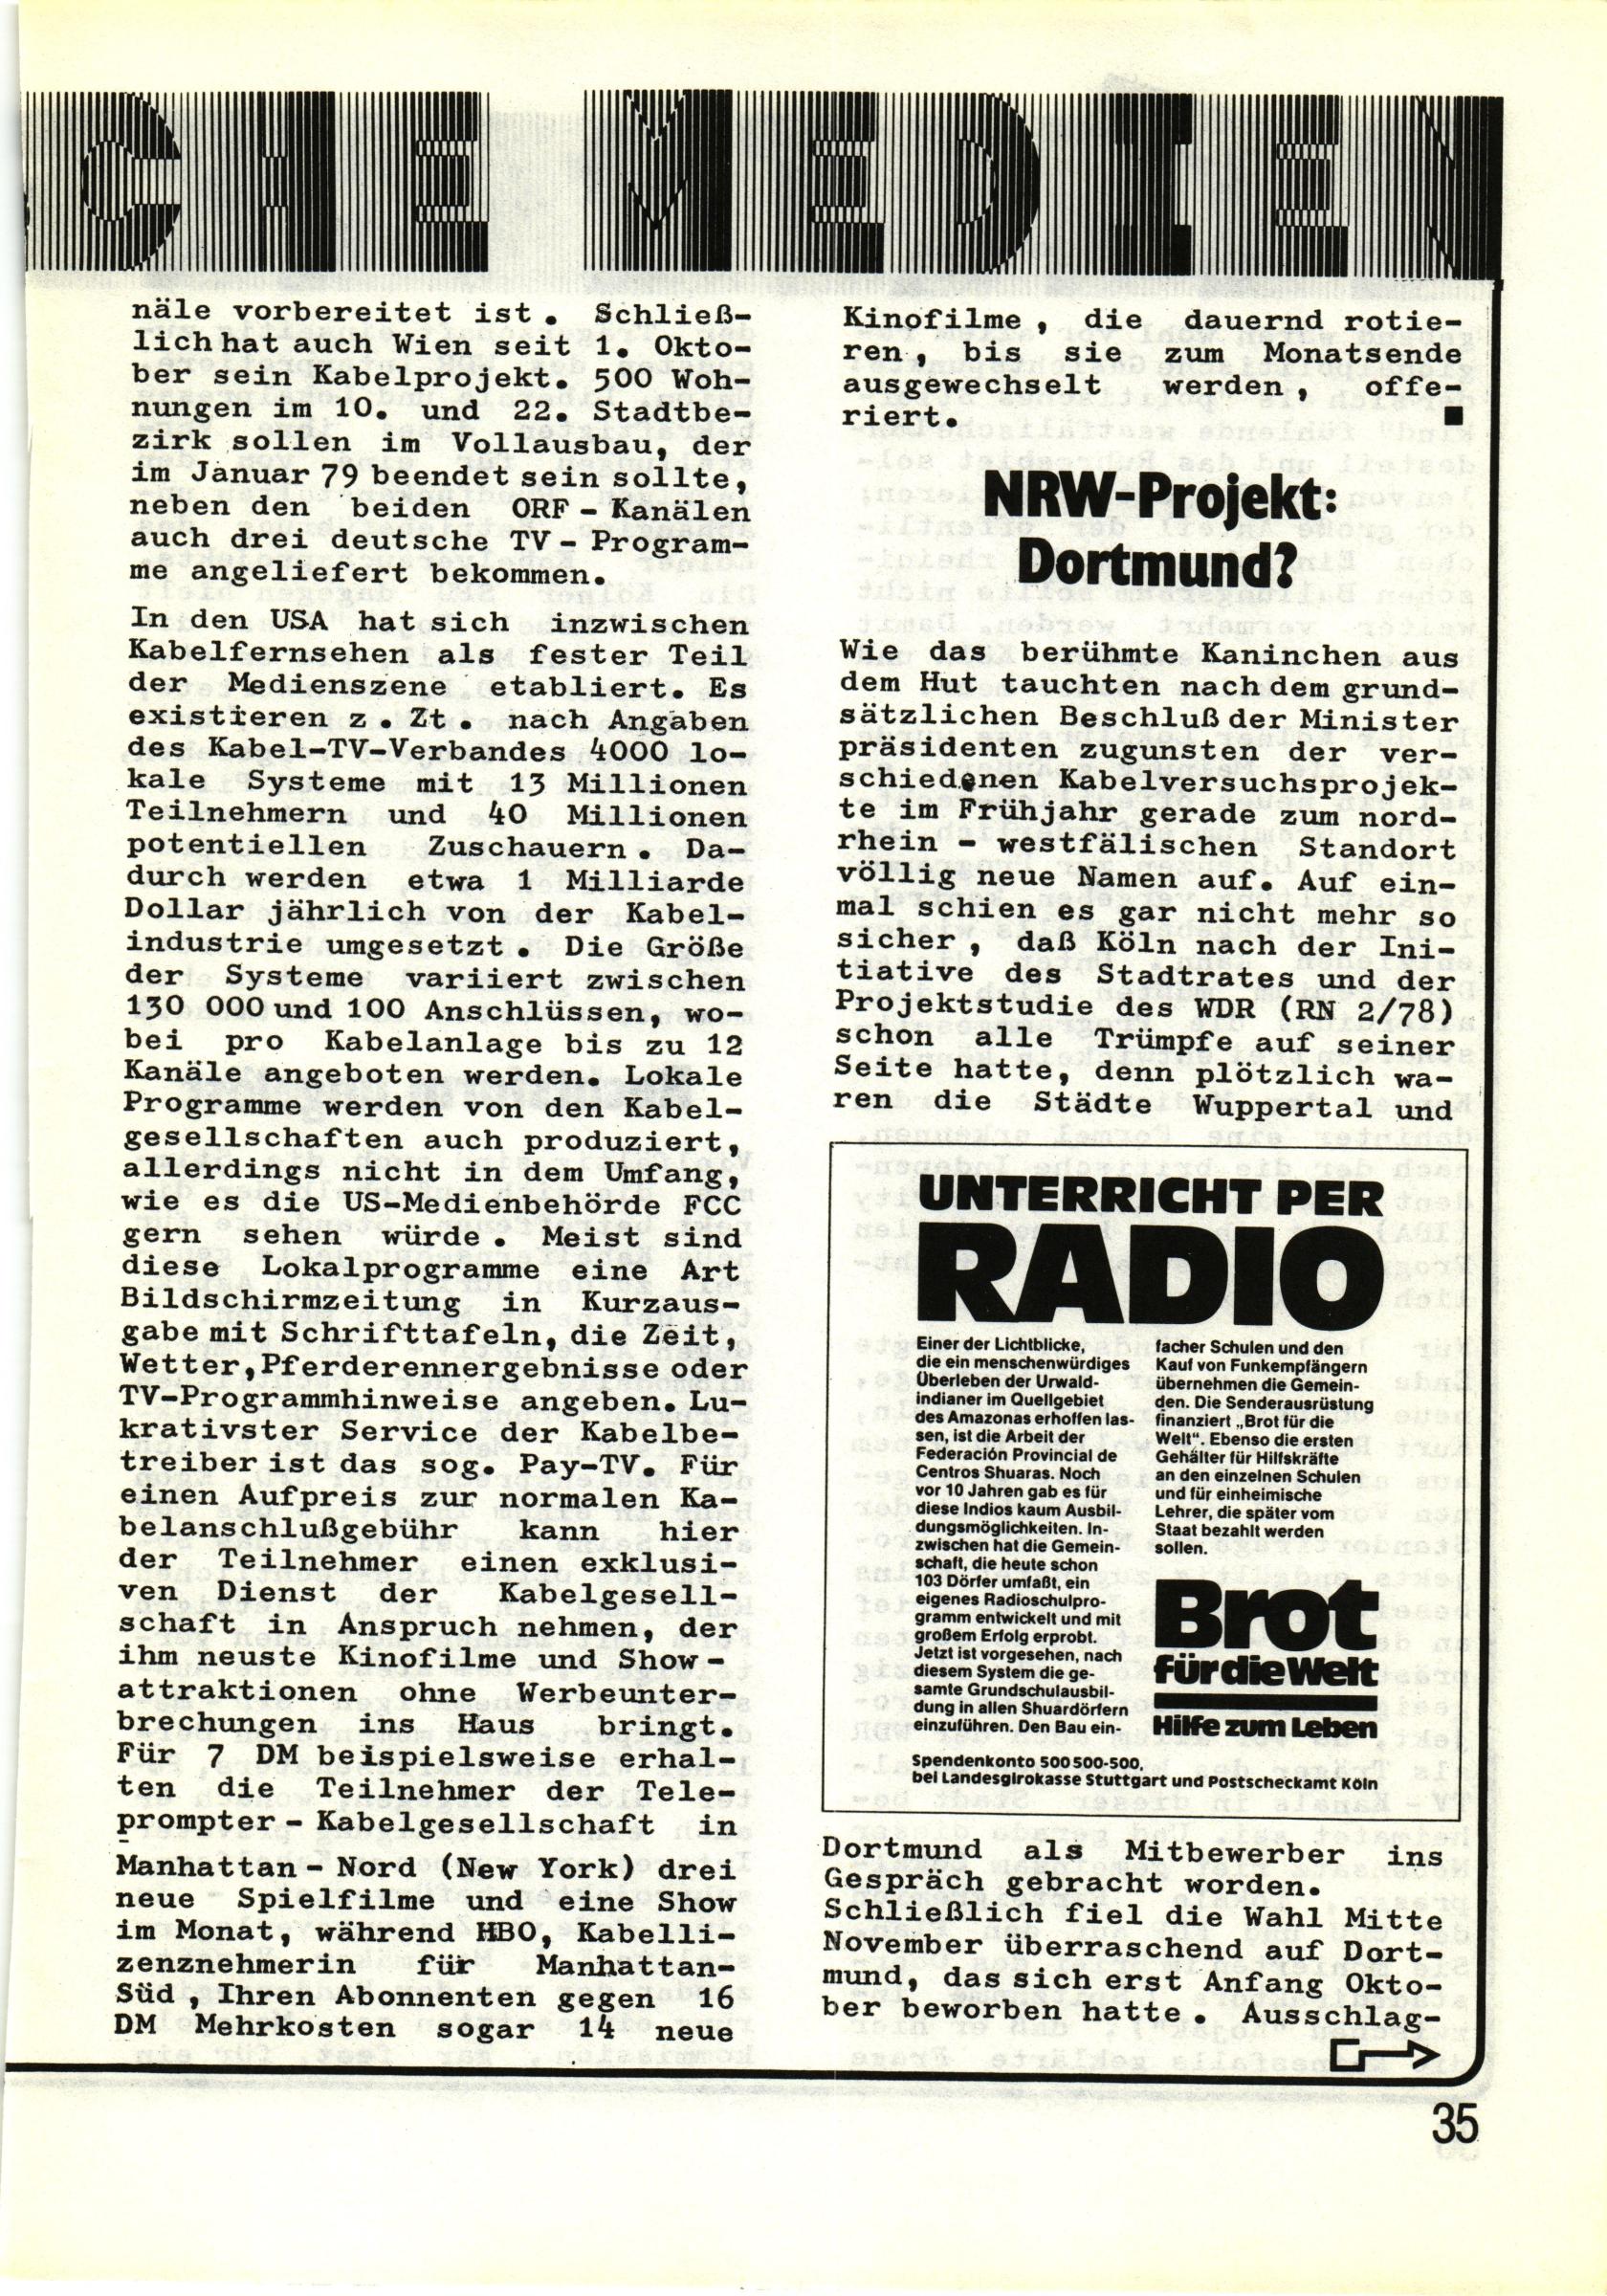 CHE MEDIEN
näle vorbereitet ist. Schließ-
lich hat auch Wien seit 1. Okto-
ber sein Kabelprojekt. 500 Woh-
nungen im 10. und 22. Stadtbe-
zirk sollen im Vollausbau, der
im Januar 79 beendet sein sollte,
neben den beiden ORF - Kanälen
auch drei deutsche TV - Program-
me angeliefert bekommen.
In den USA hat sich inzwischen
Kabelfernsehen als fester Teil
der Medienszene etabliert. Es
existieren z. Zt. nach Angaben
des Kabel-TV-Verbandes 4000 lo-
kale Systeme mit 13 Millionen
Teilnehmern und 40 Millionen
potentiellen Zuschauern. Da-
durch werden etwa 1 Milliarde
Dollar jährlich von der Kabel-
industrie umgesetzt. Die Größe
der Systeme variiert zwischen
130 000 und 100 Anschlüssen, wo-
bei pro Kabelanlage bis zu 12
Kanäle angeboten werden. Lokale
Programme werden von den Kabel-
gesellschaften auch produziert,
allerdings nicht in dem Umfang,
wie es die US-Medienbehörde FCC
gern sehen würde. Meist sind
diese Lokalprogramme eine Art
Bildschirmzeitung in Kurzaus-
gabe mit Schrifttafeln, die Zeit,
Wetter, Pferderennergebnisse oder
TV-Programmhinweise angeben. Lu-
krativster Service der Kabelbe-
treiber ist das sog. Pay-TV. Für
einen Aufpreis zur normalen Ka-
belanschlußgebühr kann hier
der Teilnehmer einen exklusi-
ven Dienst der Kabelgesell-
schaft in Anspruch nehmen, der
ihm neuste Kinofilme und Show -
attraktionen ohne Werbeunter-
brechungen ins Haus bringt.
Für 7 DM beispielsweise erhal-
ten die Teilnehmer der Tele-
prompter - Kabelgesellschaft in
Manhattan - Nord (New York) drei
neue Spielfilme und eine Show
im Monat, während HBO, Kabelli-
zenznehmerin für Manhattan-
Süd, Ihren Abonnenten gegen 16
DM Mehrkosten sogar 14 neue
Kinofilme, die dauernd rotie-
ren, bis sie zum Monatsende
ausgewechselt werden, offe-
riert. ■
NRW-Projekt:
Dortmund?
Wie das berühmte Kaninchen aus
dem Hut tauchten nach dem grund-
sätzlichen Beschluß der Minister
präsidenten zugunsten der ver-
schiedenen Kabelversuchsprojek-
te im Frühjahr gerade zum nord-
rhein - westfälischen Standort
völlig neue Namen auf. Auf ein-
mal schien es gar nicht mehr so
sicher, daß Köln nach der Ini-
tiative des Stadtrates und der
Projektstudie des WDR (RN 2/78)
schon alle Trümpfe auf seiner
Seite hatte, denn plötzlich wa-
ren die Städte Wuppertal und
UNTERRICHT PER
RADIO
Einer der Lichtblicke,
die ein menschenwürdiges
Überleben der Urwald-
indianer im Quellgebiet
des Amazonas erhoffen las-
sen, ist die Arbeit der
Federación Provincial de
Centros Shuaras. Noch
vor 10 Jahren gab es für
diese Indios kaum Ausbil-
dungsmöglichkeiten. In-
zwischen hat die Gemein-
schaft, die heute schon
103 Dörfer umfaßt, ein
eigenes Radioschulpro-
gramm entwickelt und mit
großem Erfolg erprobt.
Jetzt ist vorgesehen, nach
diesem System die ge-
samte Grundschulausbil-
dung in allen Shuardörfern
einzuführen. Den Bau ein-
facher Schulen und den
Kauf von Funkempfängern
übernehmen die Gemein-
den. Die Senderausrüstung
finanziert „Brot für die
Welt“. Ebenso die ersten
Gehälter für Hilfskräfte
an den einzelnen Schulen
und für einheimische
Lehrer, die später vom
Staat bezahlt werden
sollen.
Brot
für die Welt
Hilfe zum Leben
Spendenkonto 500 500-500,
bei Landesgirokasse Stuttgart und Postscheckamt Köln
Dortmund als Mitbewerber ins
Gespräch gebracht worden.
Schließlich fiel die Wahl Mitte
November überraschend auf Dort-
mund, das sich erst Anfang Okto-
ber beworben hatte. Ausschlag-
35